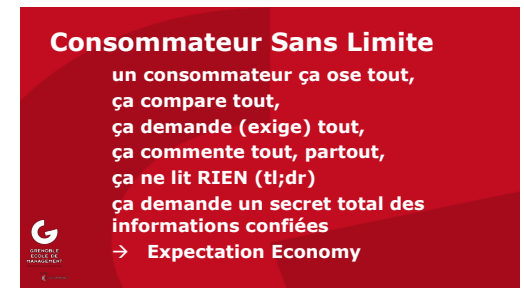 Consommateur Sans Limite
un consommateur ça ose tout,
ça compare tout,
ça demande (exige) tout,
ça commente tout, partout,
ça ne lit RIEN (tl;dr)
ça demande un secret total des
informations confiées
→ Expectation Economy
GRENOBLE
ECOLE DE
MANAGEMENT